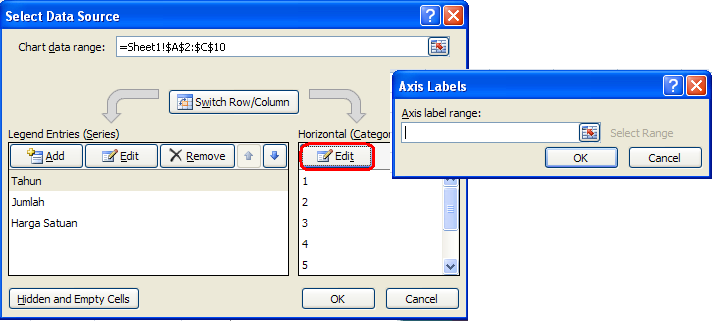 Select Data Source
Chart data range: =Sheet1!$A$2:$C$10
Switch Row/Column
Legend Entries (Series)
Add Edit Remove
Tahun
Jumlah
Harga Satuan
Horizontal (Categor
Edit
1
2
3
4
5
Hidden and Empty Cells
OK Cancel
Axis Labels
Axis label range:
Select Range
OK Cancel